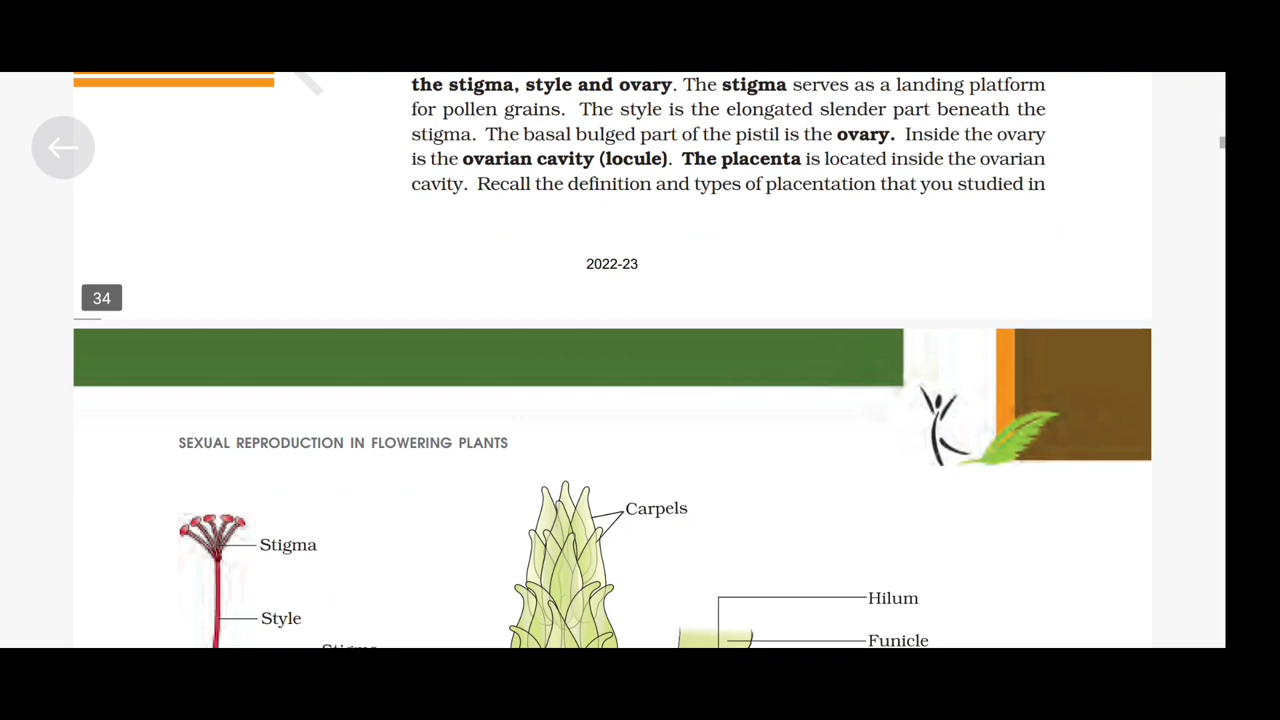 the stigma, style and ovary. The stigma serves as a landing platform
for pollen grains. The style is the elongated slender part beneath the
stigma. The basal bulged part of the pistil is the ovary. Inside the ovary
is the ovarian cavity (locule). The placenta is located inside the ovarian
cavity. Recall the definition and types of placentation that you studied in
2022-23
34
SEXUAL REPRODUCTION IN FLOWERING PLANTS
Carpels
Stigma
Hilum
Style
Funicle